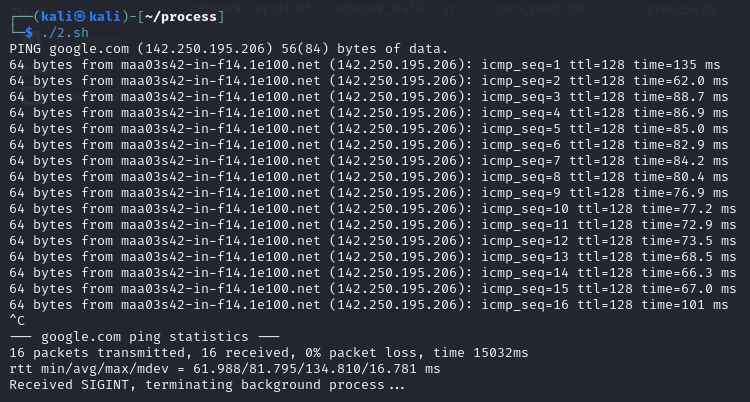 network_report.txt network_traffic.csv open_ports.txt process.py
┌──(kali㉿kali)-[~/process]
└─$ ./2.sh
PING google.com (142.250.195.206) 56(84) bytes of data.
64 bytes from maa03s42-in-f14.1e100.net (142.250.195.206): icmp_seq=1 ttl=128 time=135 ms
64 bytes from maa03s42-in-f14.1e100.net (142.250.195.206): icmp_seq=2 ttl=128 time=62.0 ms
64 bytes from maa03s42-in-f14.1e100.net (142.250.195.206): icmp_seq=3 ttl=128 time=88.7 ms
64 bytes from maa03s42-in-f14.1e100.net (142.250.195.206): icmp_seq=4 ttl=128 time=86.9 ms
64 bytes from maa03s42-in-f14.1e100.net (142.250.195.206): icmp_seq=5 ttl=128 time=85.0 ms
64 bytes from maa03s42-in-f14.1e100.net (142.250.195.206): icmp_seq=6 ttl=128 time=82.9 ms
64 bytes from maa03s42-in-f14.1e100.net (142.250.195.206): icmp_seq=7 ttl=128 time=84.2 ms
64 bytes from maa03s42-in-f14.1e100.net (142.250.195.206): icmp_seq=8 ttl=128 time=80.4 ms
64 bytes from maa03s42-in-f14.1e100.net (142.250.195.206): icmp_seq=9 ttl=128 time=76.9 ms
64 bytes from maa03s42-in-f14.1e100.net (142.250.195.206): icmp_seq=10 ttl=128 time=77.2 ms
64 bytes from maa03s42-in-f14.1e100.net (142.250.195.206): icmp_seq=11 ttl=128 time=72.9 ms
64 bytes from maa03s42-in-f14.1e100.net (142.250.195.206): icmp_seq=12 ttl=128 time=73.5 ms
64 bytes from maa03s42-in-f14.1e100.net (142.250.195.206): icmp_seq=13 ttl=128 time=68.5 ms
64 bytes from maa03s42-in-f14.1e100.net (142.250.195.206): icmp_seq=14 ttl=128 time=66.3 ms
64 bytes from maa03s42-in-f14.1e100.net (142.250.195.206): icmp_seq=15 ttl=128 time=67.0 ms
64 bytes from maa03s42-in-f14.1e100.net (142.250.195.206): icmp_seq=16 ttl=128 time=101 ms
^C
--- google.com ping statistics ---
16 packets transmitted, 16 received, 0% packet loss, time 15032ms
rtt min/avg/max/mdev = 61.988/81.795/134.810/16.781 ms
Received SIGINT, terminating background process...